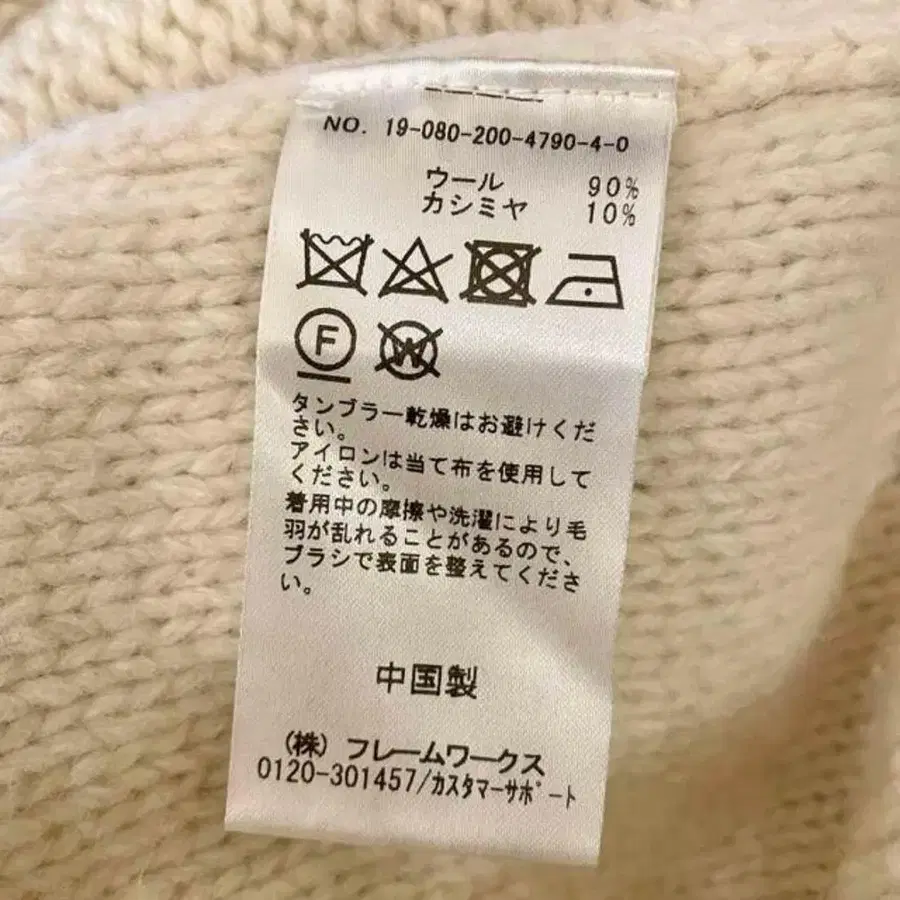 NO. 19-080-200-4790-4-0
ウール 90%
カシミヤ 10%
F W
タンブラー乾燥はお避けくだ
さい。
アイロンは当て布を使用して
ください。
着用中の摩擦や洗濯により毛
羽が乱れることがあるので、
ブラシで表面を整えてくださ
い。
中国製
(株) フレームワークス
0120-301457/カスタマーサポート